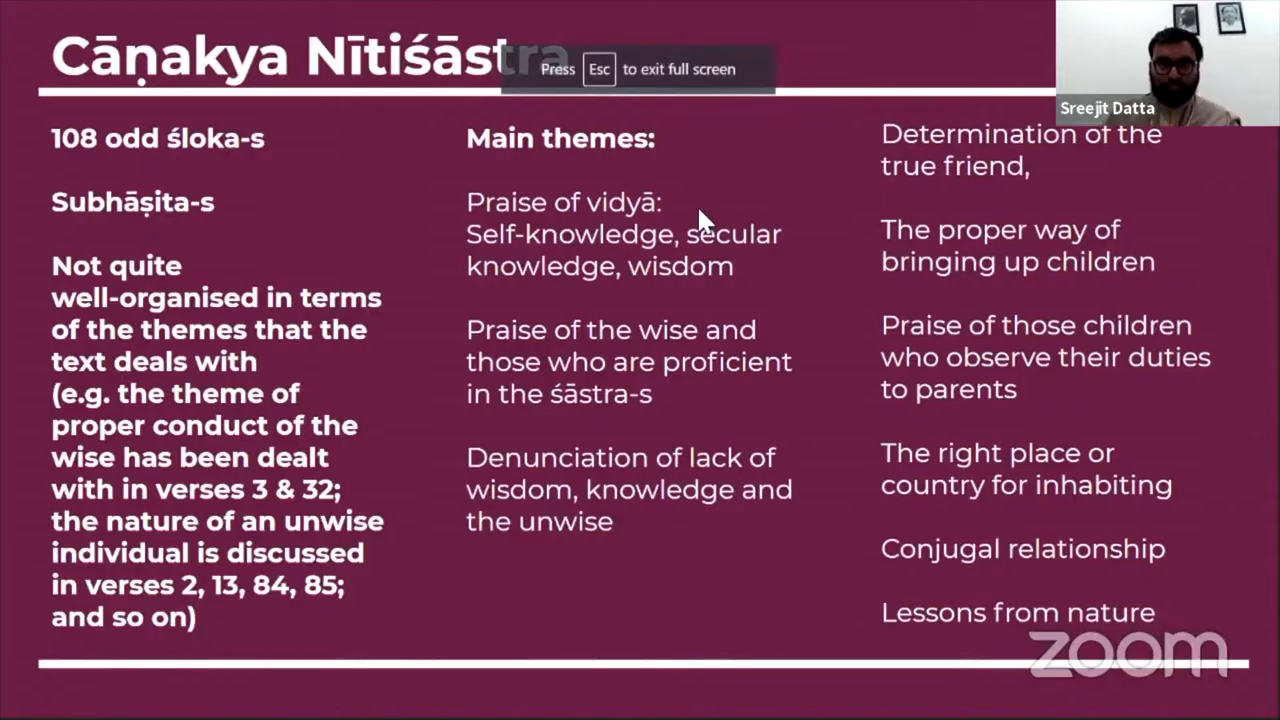 Cāṇakya Nītiśāstra
Press Esc to exit full screen
Sreejit Datta
108 odd śloka-s
Subhāṣita-s
Not quite
well-organised in terms
of the themes that the
text deals with
(e.g. the theme of
proper conduct of the
wise has been dealt
with in verses 3 & 32;
the nature of an unwise
individual is discussed
in verses 2, 13, 84, 85;
and so on)
Main themes:
Praise of vidyā:
Self-knowledge, secular
knowledge, wisdom
Praise of the wise and
those who are proficient
in the śāstra-s
Denunciation of lack of
wisdom, knowledge and
the unwise
Determination of the
true friend,
The proper way of
bringing up children
Praise of those children
who observe their duties
to parents
The right place or
country for inhabiting
Conjugal relationship
Lessons from nature
zoom